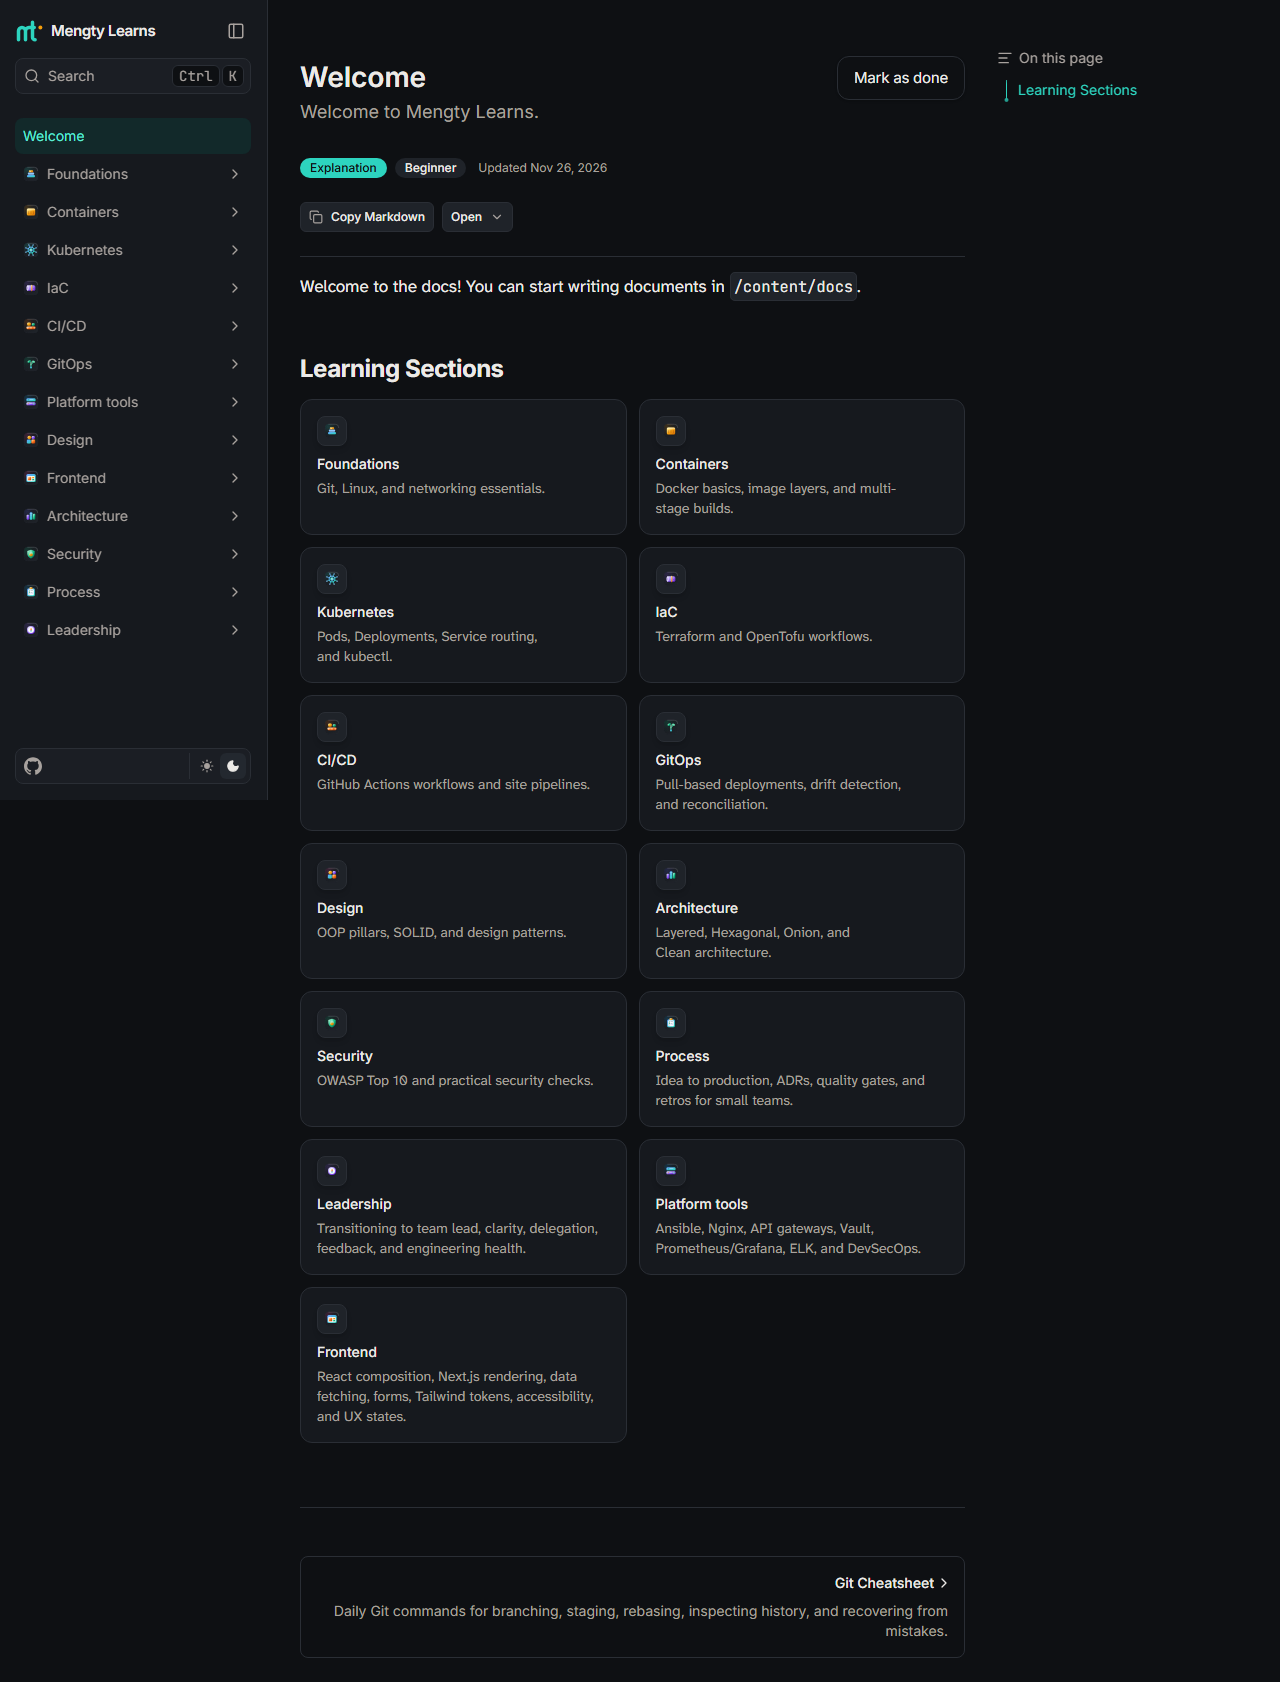 Mengty Learns
Search
Ctrl K
Welcome
Foundations
Containers
Kubernetes
IaC
CI/CD
GitOps
Platform tools
Design
Frontend
Architecture
Security
Process
Leadership
Welcome
Mark as done
Welcome to Mengty Learns.
Explanation
Beginner
Updated Nov 26, 2026
Copy Markdown
Open
Welcome to the docs! You can start writing documents in /content/docs.
Learning Sections
Foundations
Git, Linux, and networking essentials.
Containers
Docker basics, image layers, and multi-
stage builds.
Kubernetes
Pods, Deployments, Service routing,
and kubectl.
IaC
Terraform and OpenTofu workflows.
CI/CD
GitHub Actions workflows and site pipelines.
GitOps
Pull-based deployments, drift detection,
and reconciliation.
Design
OOP pillars, SOLID, and design patterns.
Architecture
Layered, Hexagonal, Onion, and
Clean architecture.
Security
OWASP Top 10 and practical security checks.
Process
Idea to production, ADRs, quality gates, and
retros for small teams.
Leadership
Transitioning to team lead, clarity, delegation,
feedback, and engineering health.
Platform tools
Ansible, Nginx, API gateways, Vault,
Prometheus/Grafana, ELK, and DevSecOps.
Frontend
React composition, Next.js rendering, data
fetching, forms, Tailwind tokens, accessibility,
and UX states.
Git Cheatsheet
Daily Git commands for branching, staging, rebasing, inspecting history, and recovering from
mistakes.
On this page
Learning Sections